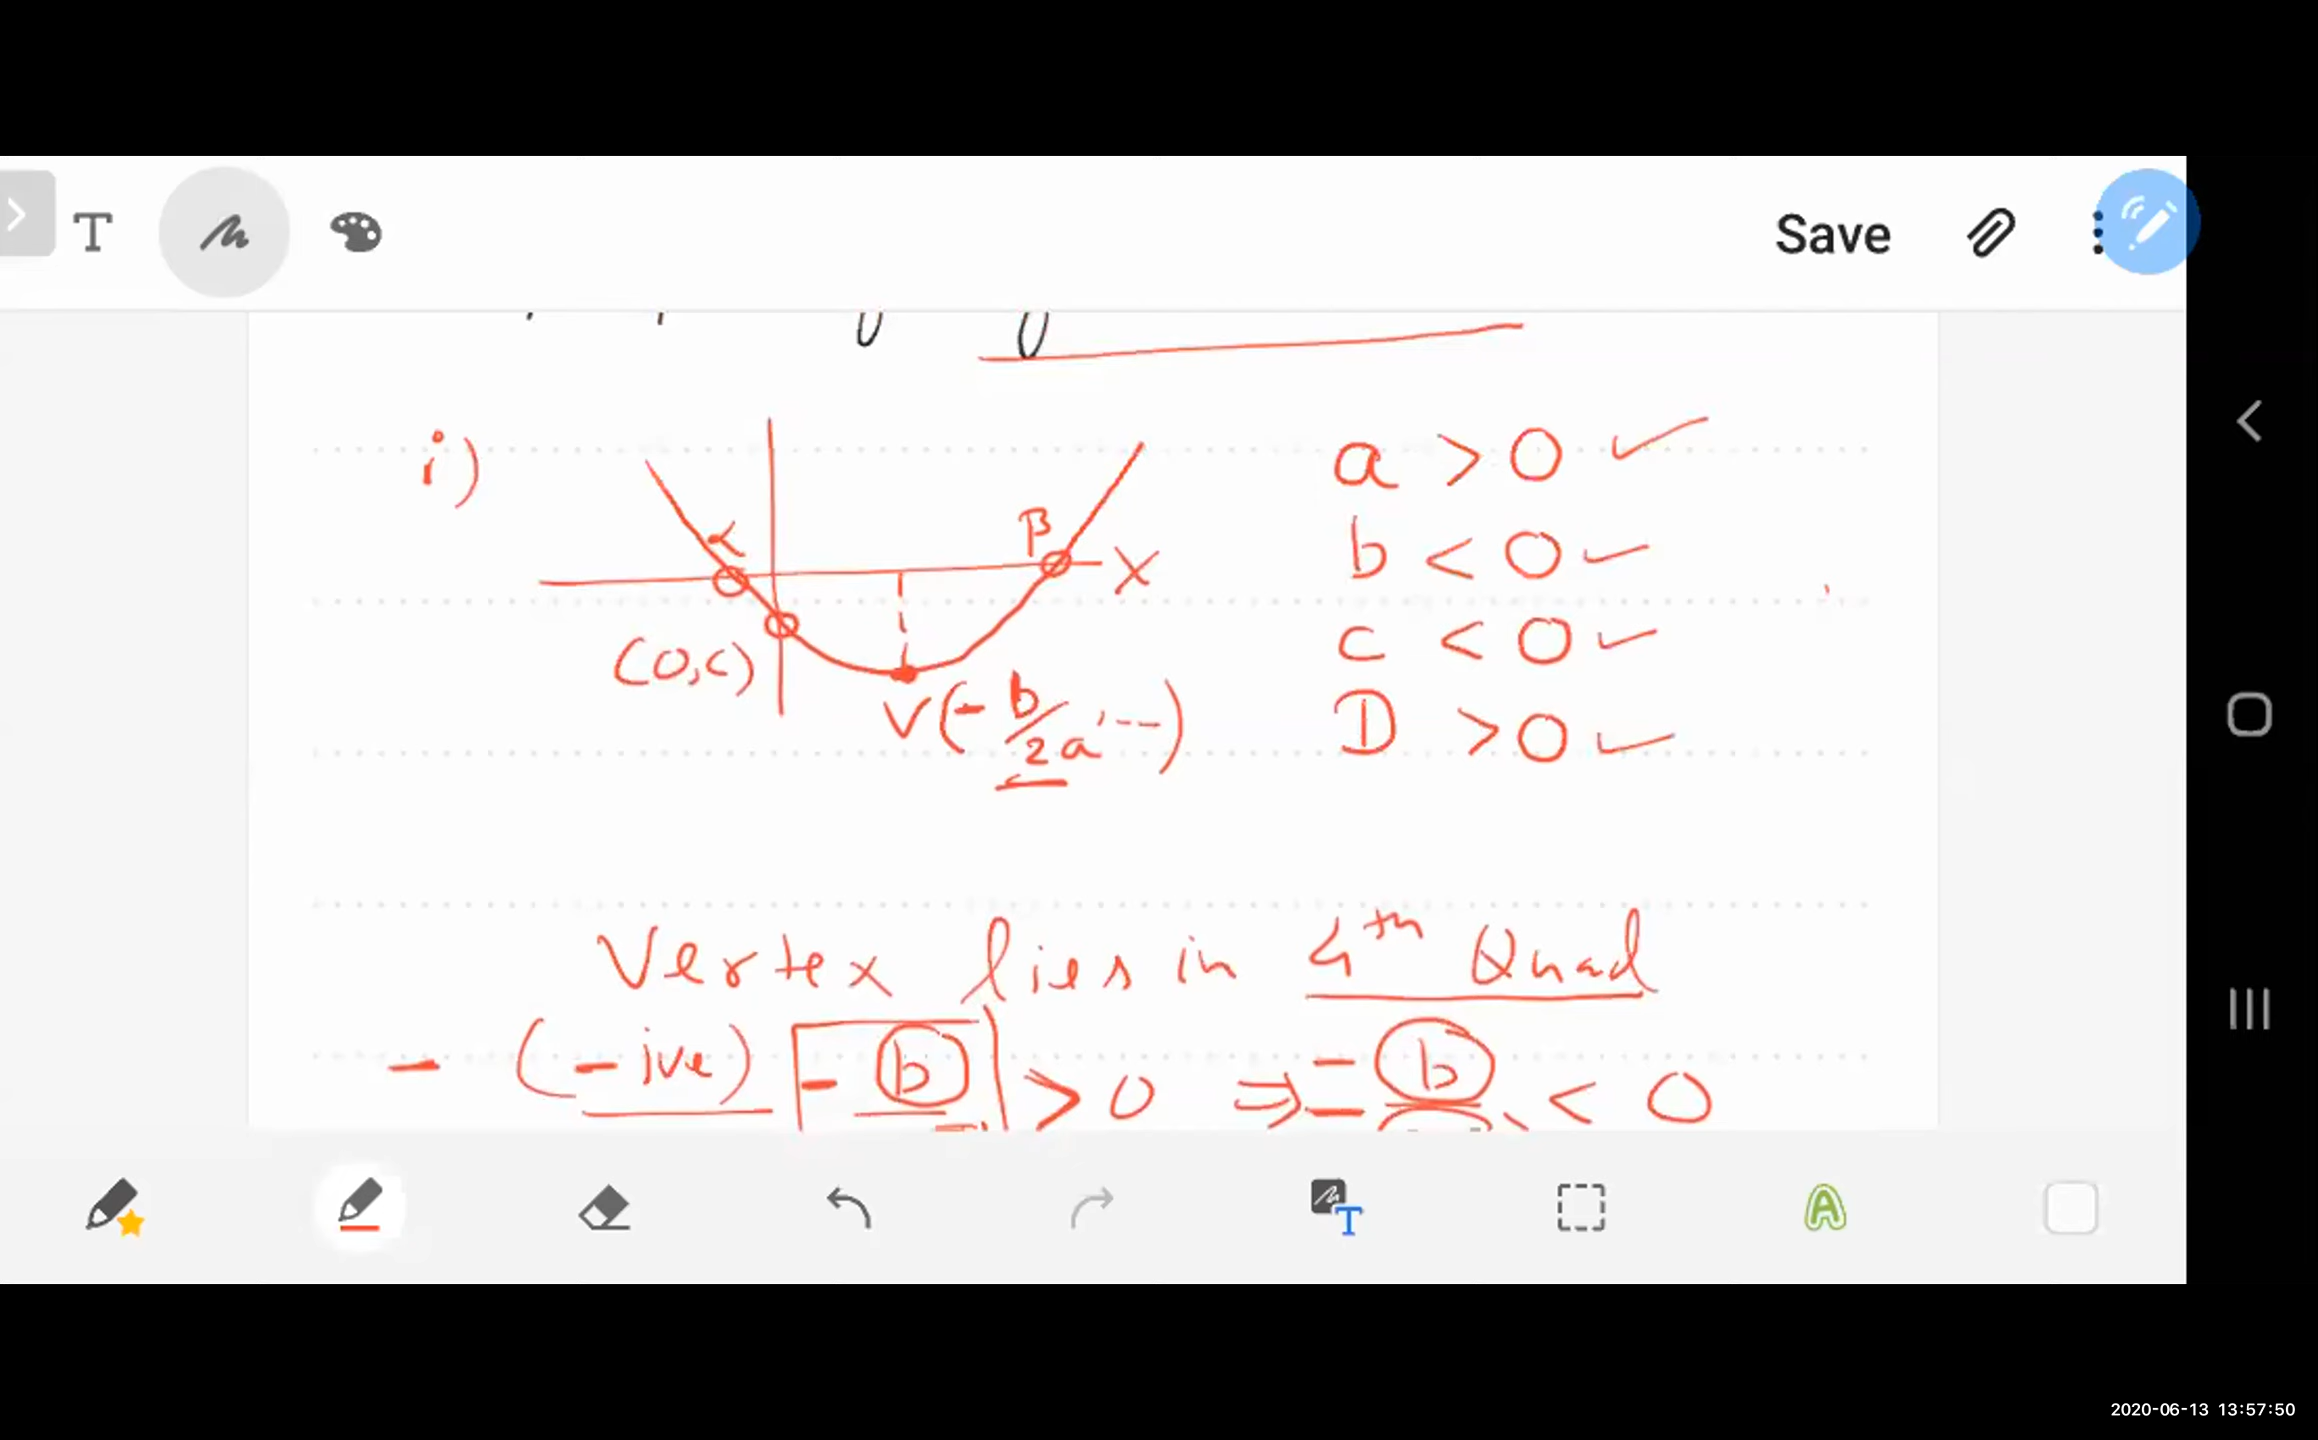 T
Save
i)
a > 0 ✓
α β X
b < 0 ✓
(0,c)
c < 0 ✓
V(-b/2a, --)
D > 0 ✓
Vertex lies in 4th Quad
- (-ive) - b > 0 ⇒ = b < 0
T
A
2020-06-13 13:57:50